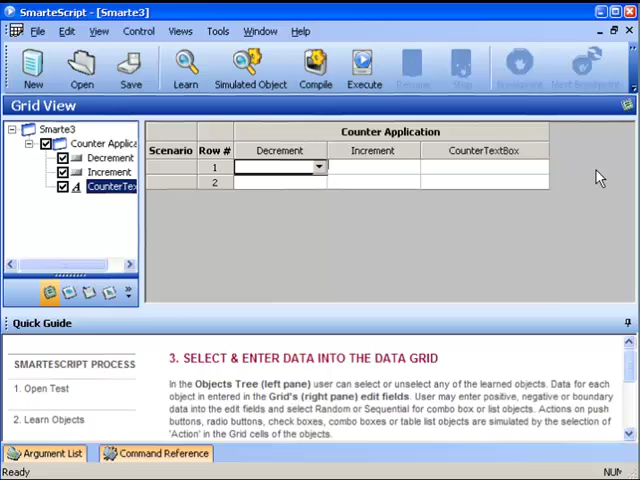 SmarteScript - [Smarte3]
File View Control Views Tools Window Help
New Open Save Learn Simulated Object Compile Execute Resume Stop Breakpoint Next Breakpoint
Grid View
Smarte3
Counter Applica
Decrement
Increment
A CounterTex
Counter Application
Scenario Row # Decrement Increment CounterTextBox
1
2
Quick Guide
SMARTESCRIPT PROCESS
1. Open Test
2. Learn Objects
3. SELECT & ENTER DATA INTO THE DATA GRID
In the Objects Tree (left pane) user can select or unselect any of the learned objects. Data for each
object in entered in the Grid's (right pane) edit fields. User may enter positive, negative or boundary
data into the edit fields and select Random or Sequential for combo box or list objects. Actions on push
buttons, radio buttons, check boxes, combo boxes or table list objects are simulated by the selection of
'Action' in the Grid cells of the objects.
Argument List Command Reference
Ready NUM